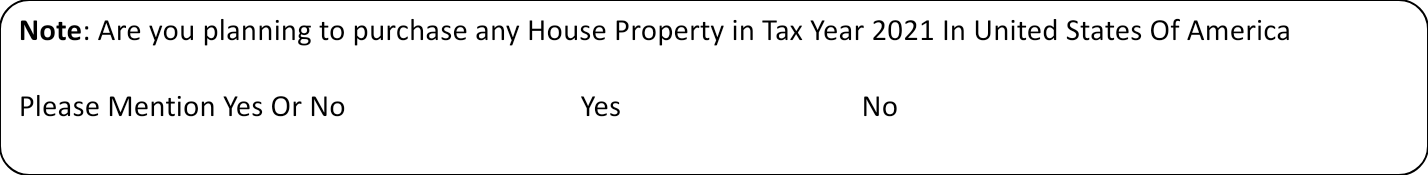 Note: Are you planning to purchase any House Property in Tax Year 2021 In United States Of America
Please Mention Yes Or No Yes No